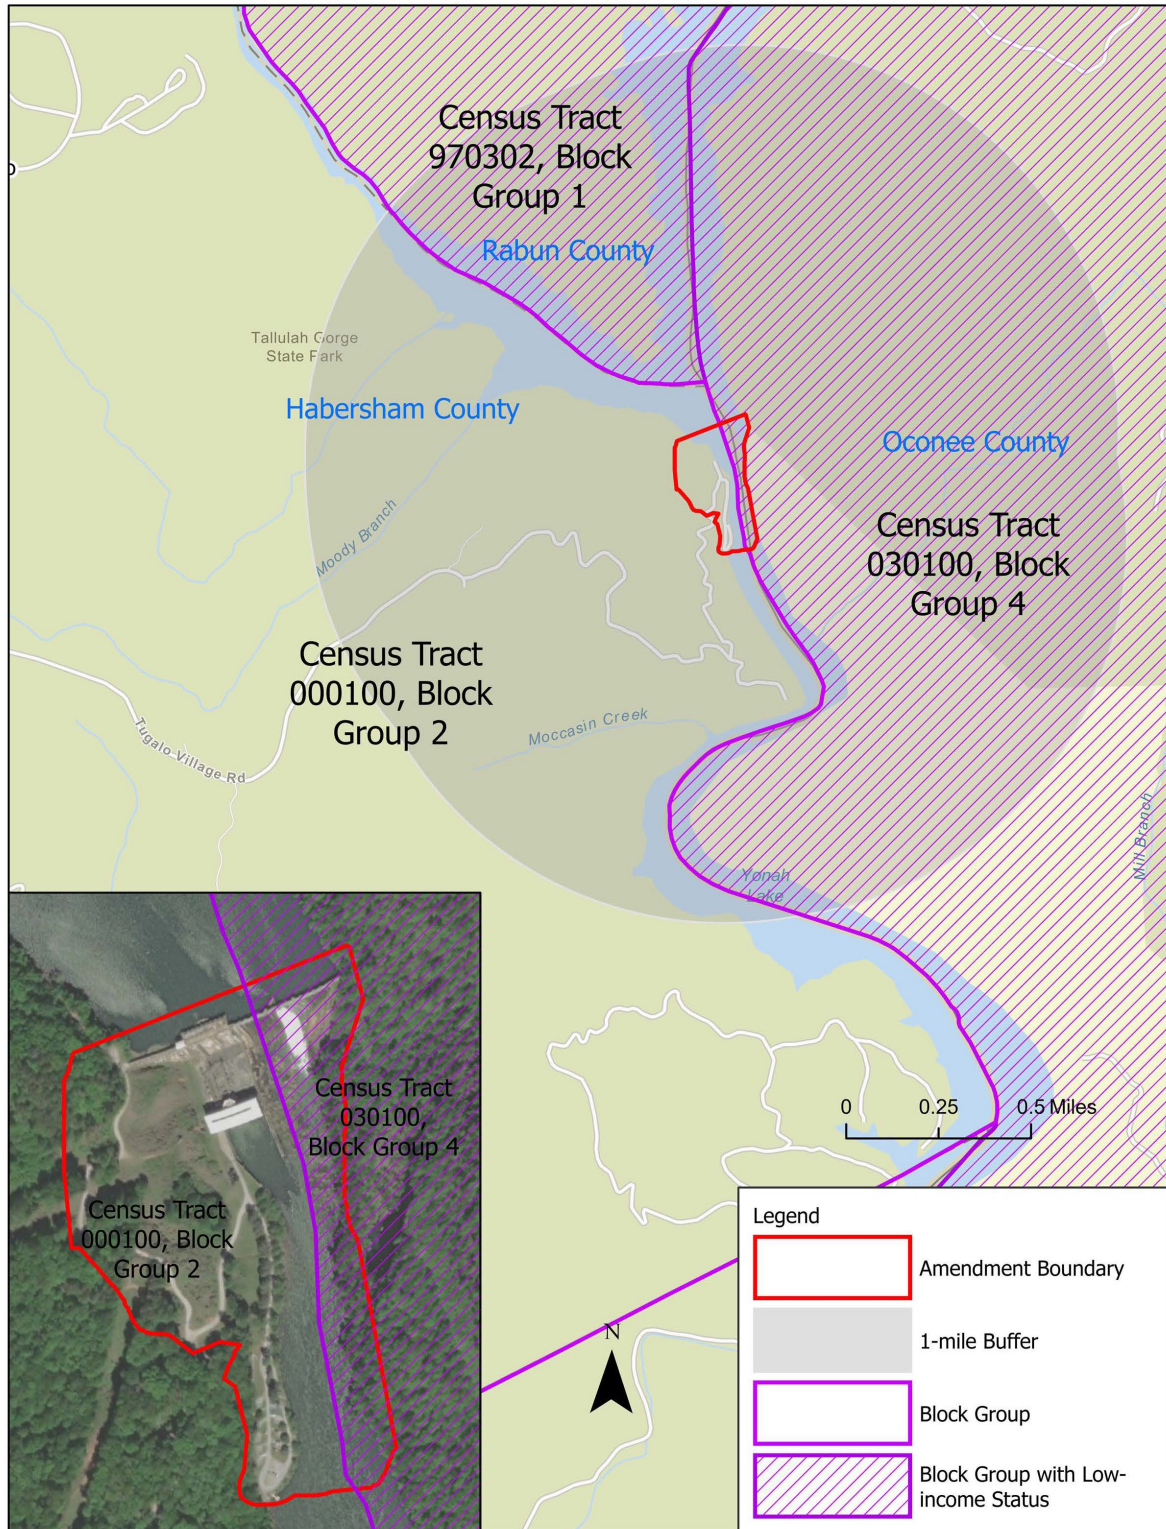 Census Tract
970302, Block
Group 1
Rabun County
Tallulah Gorge
State Park
Habersham County
Oconee County
Moody Branch
Census Tract
030100, Block
Group 4
Census Tract
000100, Block
Group 2
Moccasin Creek
Tugalo Village Rd
Mill Branch
Yonah
Lake
Census Tract
030100,
Block Group 4
Census Tract
000100, Block
Group 2
0 0.25 0.5 Miles
N
Legend
Amendment Boundary
1-mile Buffer
Block Group
Block Group with Low-
income Status